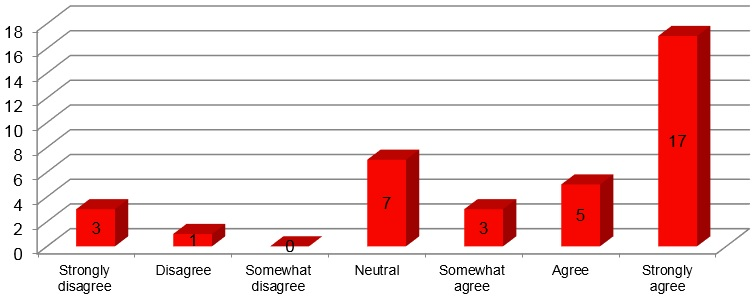 18
16
14
12
10
8
6
4
2
0
3
1
0
7
3
5
17
Strongly
disagree
Disagree
Somewhat
disagree
Neutral
Somewhat
agree
Agree
Strongly
agree